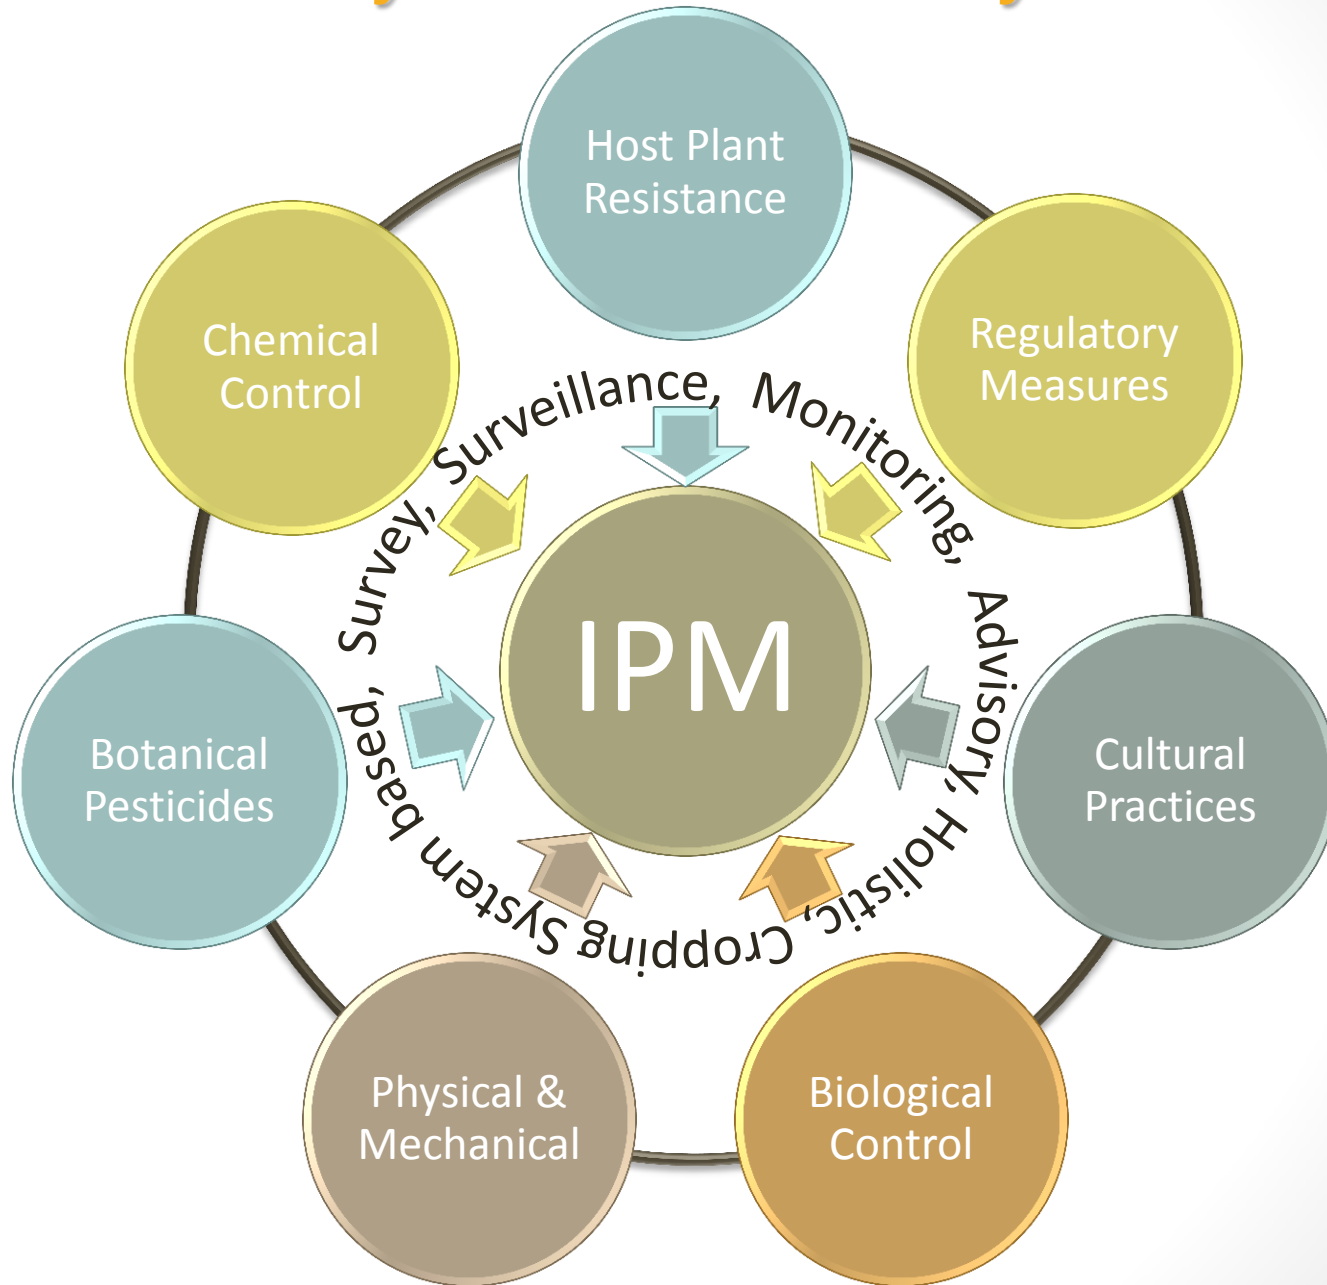 Host Plant
Resistance
Regulatory
Measures
Cultural
Practices
Biological
Control
Physical &
Mechanical
Botanical
Pesticides
Chemical
Control
Survey, Surveillance, Monitoring, Advisory, Holistic, Cropping System based,
IPM